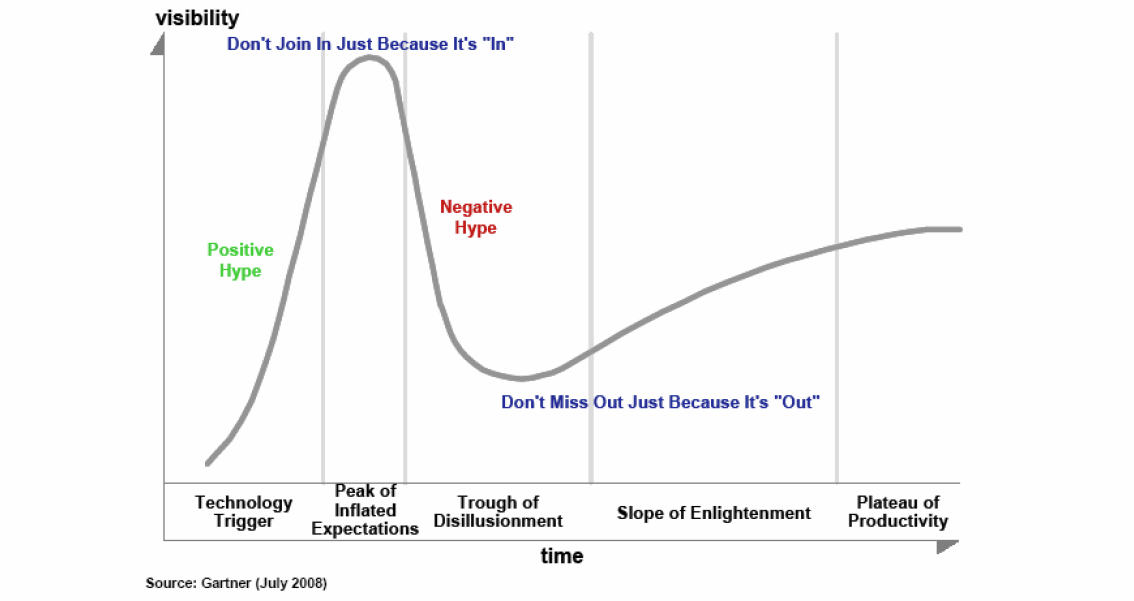 visibility
Don't Join In Just Because It's "In"
Positive
Hype
Negative
Hype
Don't Miss Out Just Because It's "Out"
Technology
Trigger
Peak of
Inflated
Expectations
Trough of
Disillusionment
Slope of Enlightenment
Plateau of
Productivity
time
Source: Gartner (July 2008)